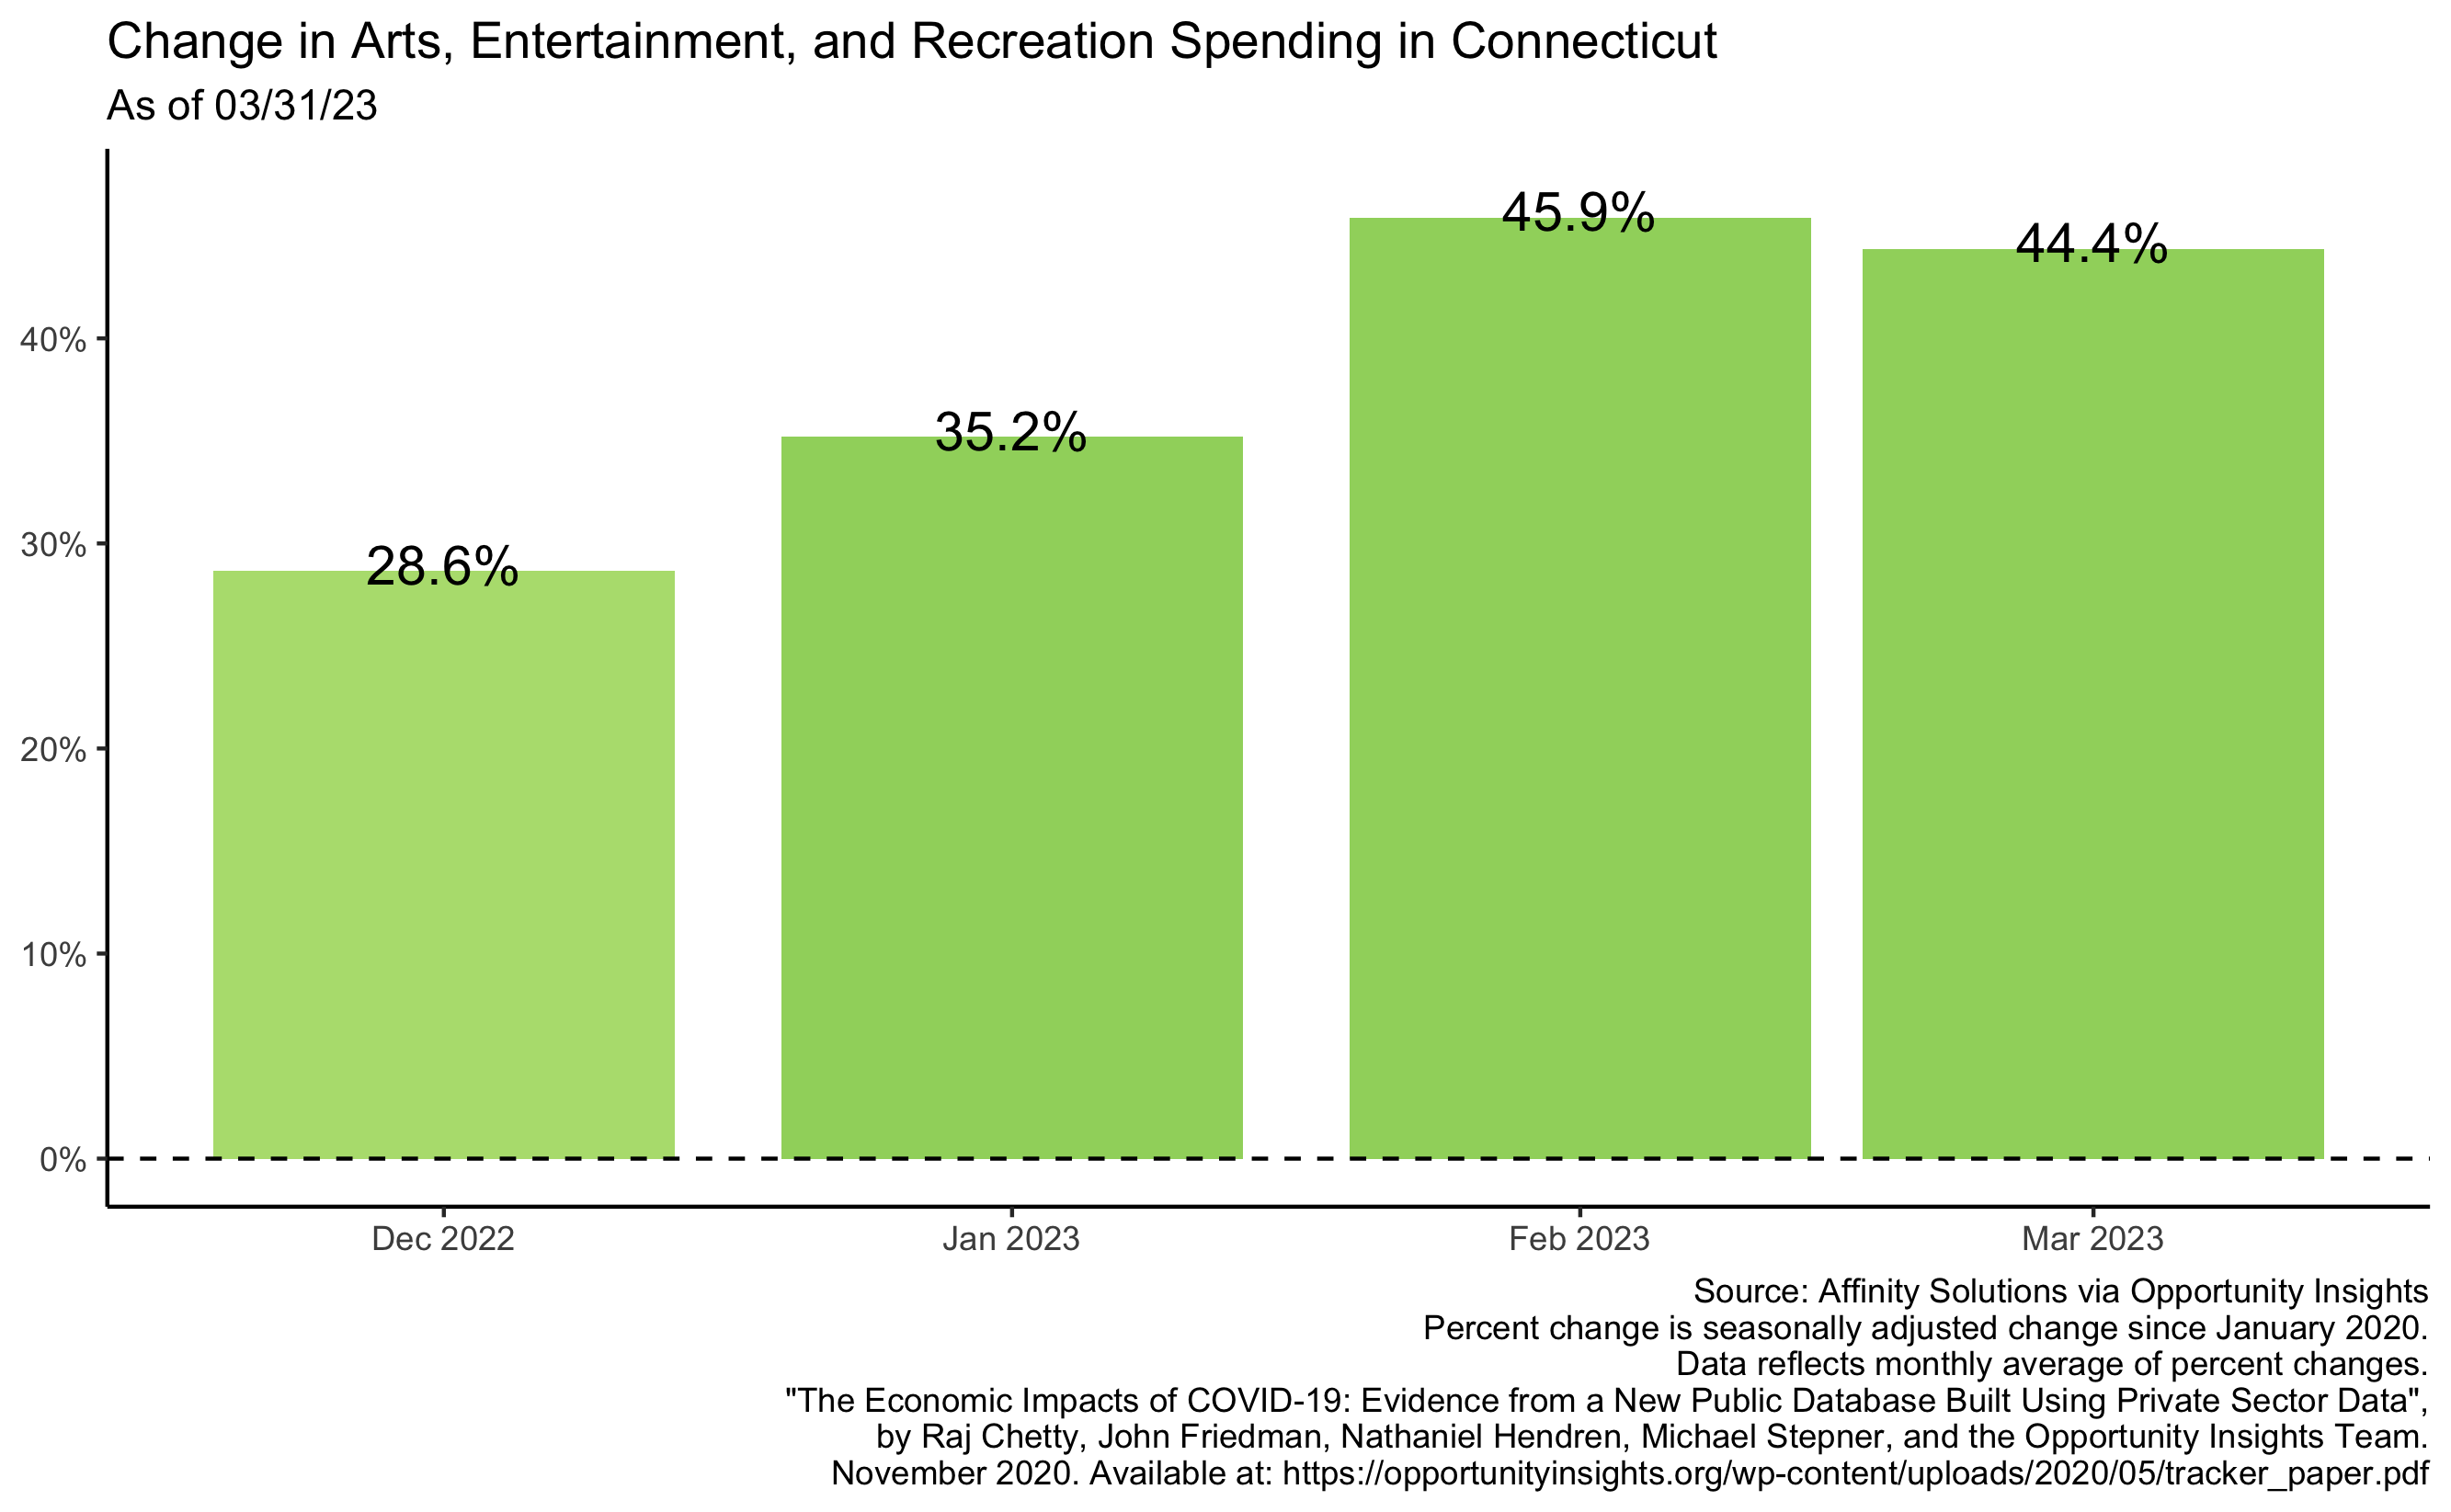 Change in Arts, Entertainment, and Recreation Spending in Connecticut
As of 03/31/23
45.9%
44.4%
40%
35.2%
30%
28.6%
20%
10%
0%
Dec 2022
Jan 2023
Feb 2023
Mar 2023
Source: Affinity Solutions via Opportunity Insights
Percent change is seasonally adjusted change since January 2020.
Data reflects monthly average of percent changes.
"The Economic Impacts of COVID-19: Evidence from a New Public Database Built Using Private Sector Data",
by Raj Chetty, John Friedman, Nathaniel Hendren, Michael Stepner, and the Opportunity Insights Team.
November 2020. Available at: https://opportunityinsights.org/wp-content/uploads/2020/05/tracker_paper.pdf